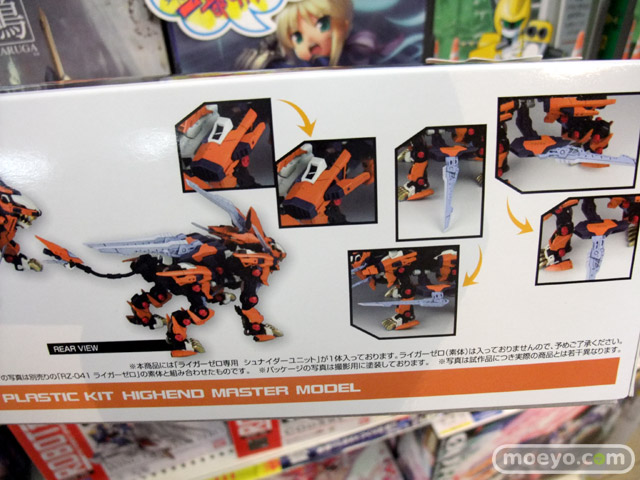 鷹
ARUGA
REAR VIEW
※本商品には「ライガーゼロ専用 シュナイダーユニット」が1体入っております。ライガーゼロ(素体)は入っておりませんので、予めご了承ください。
の写真は別売りの「RZ-041 ライガーゼロ」の素体と組み合わせたものです。 ※パッケージの写真は撮影用に塗装しております。 ※写真は試作品につき実際の商品とは若干異なります。
PLASTIC KIT HIGHEND MASTER MODEL
ROBOT
moeyo.com